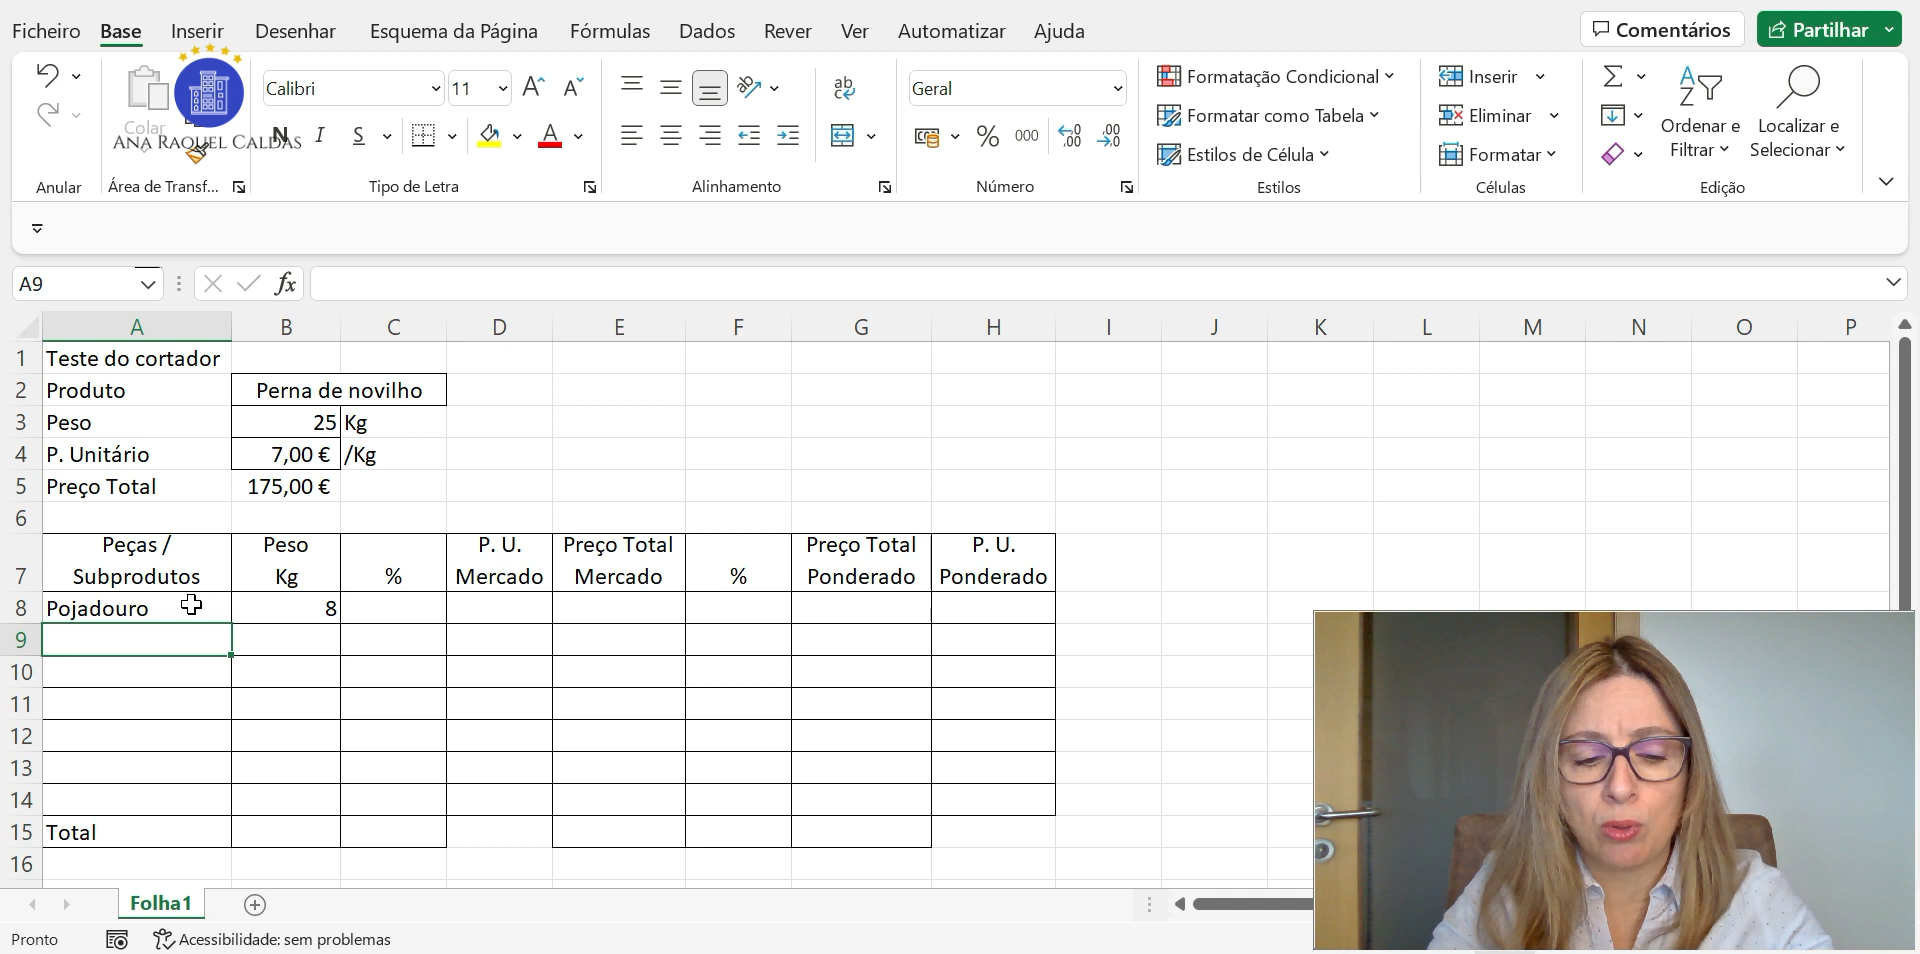 Ficheiro Base Inserir Desenhar Esquema da Página Fórmulas Dados Rever Ver Automatizar Ajuda Comentários Partilhar
Calibri 11 Geral Formatação Condicional Inserir
Formatar como Tabela Eliminar
Colar Ordenar e Filtrar Localizar e Selecionar
ANA RAQUEL CALDAS
N I S A % 000 Estilos de Célula Formatar
Anular Área de Transf... Tipo de Letra Alinhamento Número Estilos Células Edição
A9 fx
A B C D E F G H I J K L M N O P
1 Teste do cortador
2 Produto Perna de novilho
3 Peso 25 Kg
4 P. Unitário 7,00 € /Kg
5 Preço Total 175,00 €
6
Peças / Peso P. U. Preço Total Preço Total P. U.
7 Subprodutos Kg % Mercado Mercado % Ponderado Ponderado
8 Pojadouro 8
9
10
11
12
13
14
15 Total
16
Folha1
Pronto Acessibilidade: sem problemas